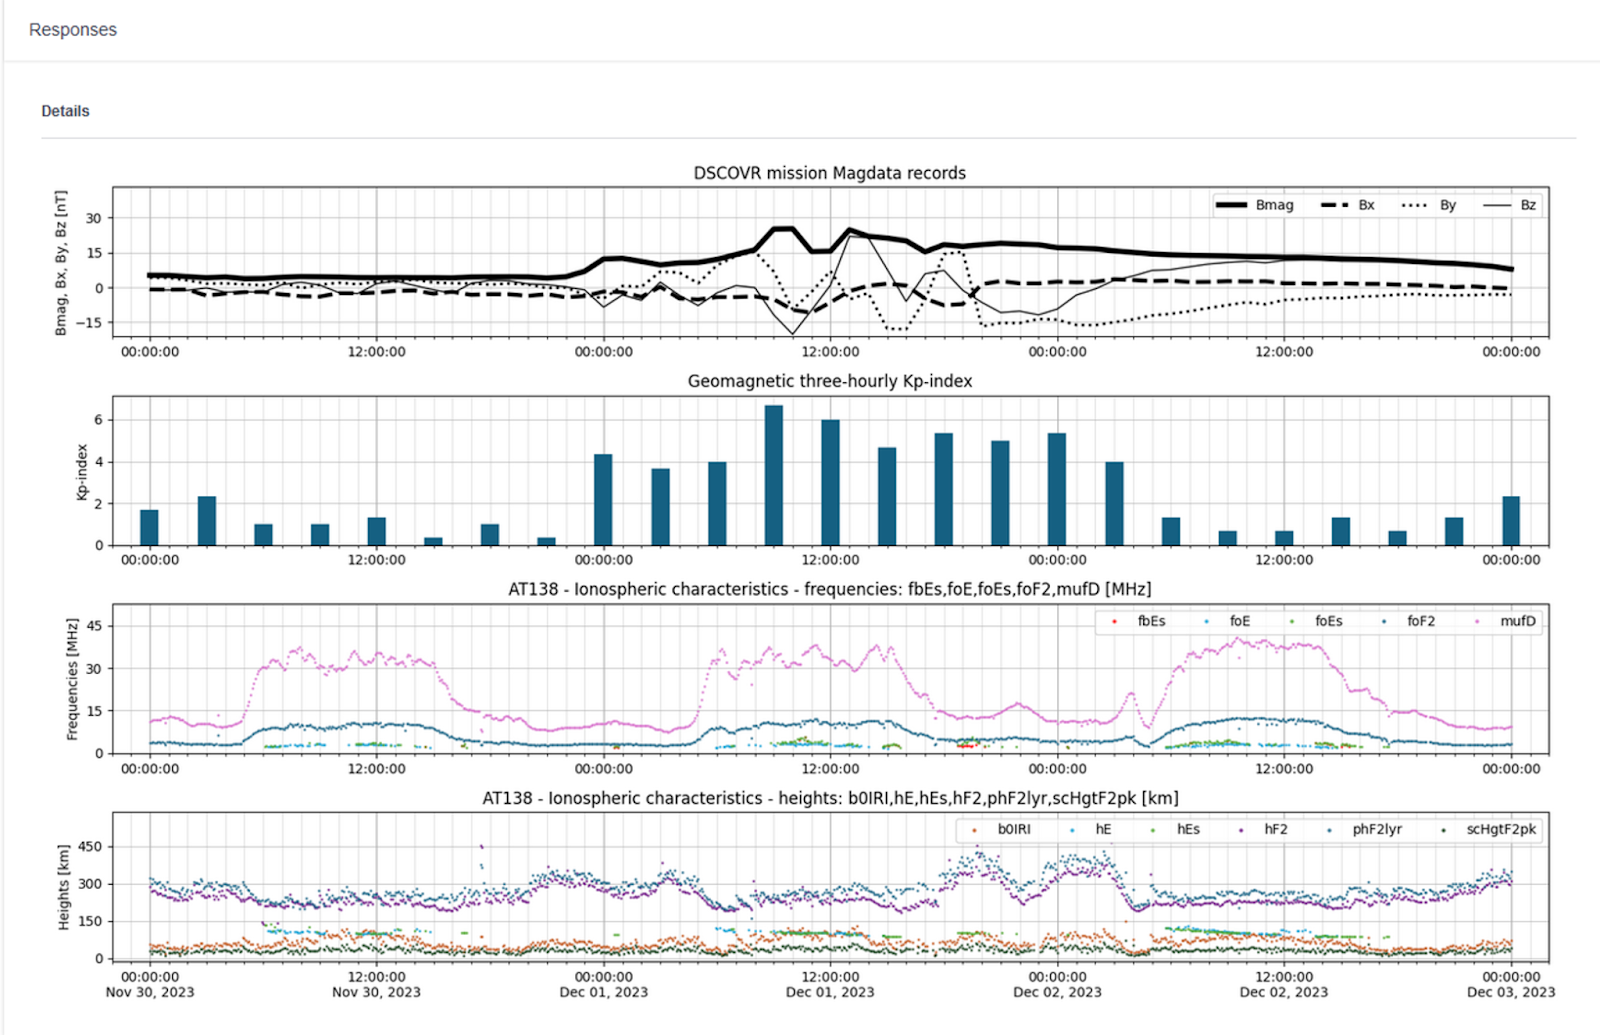 Responses
Details
DSCOVR mission Magdata records
Bmag, Bx, By, Bz [nT]
30
15
0
−15
Bmag Bx By Bz
00:00:00 12:00:00 00:00:00 12:00:00 00:00:00 12:00:00 00:00:00
Geomagnetic three-hourly Kp-index
Kp-index
6
4
2
0
00:00:00 12:00:00 00:00:00 12:00:00 00:00:00 12:00:00 00:00:00
AT138 - Ionospheric characteristics - frequencies: fbEs,foE,foEs,foF2,mufD [MHz]
Frequencies [MHz]
45
30
15
0
fbEs foE foEs foF2 mufD
00:00:00 12:00:00 00:00:00 12:00:00 00:00:00 12:00:00 00:00:00
AT138 - Ionospheric characteristics - heights: b0IRI,hE,hEs,hF2,phF2lyr,scHgtF2pk [km]
Heights [km]
450
300
150
0
b0IRI hE hEs hF2 phF2lyr scHgtF2pk
00:00:00 12:00:00 00:00:00 12:00:00 00:00:00 12:00:00 00:00:00
Nov 30, 2023 Nov 30, 2023 Dec 01, 2023 Dec 01, 2023 Dec 02, 2023 Dec 02, 2023 Dec 03, 2023